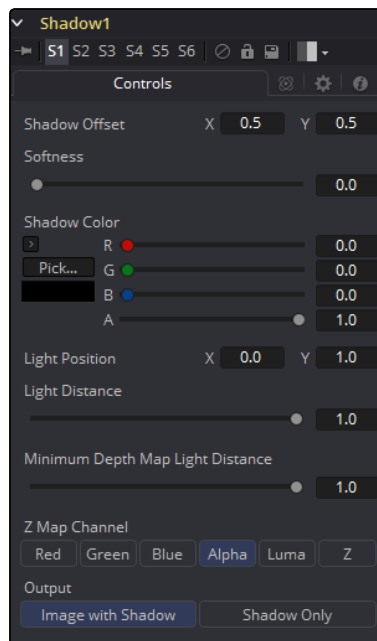 Shadow1
S1 S2 S3 S4 S5 S6
Controls
Shadow Offset X 0.5 Y 0.5
Softness
0.0
Shadow Color
R 0.0
Pick... G 0.0
B 0.0
A 1.0
Light Position X 0.0 Y 1.0
Light Distance
1.0
Minimum Depth Map Light Distance
1.0
Z Map Channel
Red Green Blue Alpha Luma Z
Output
Image with Shadow Shadow Only